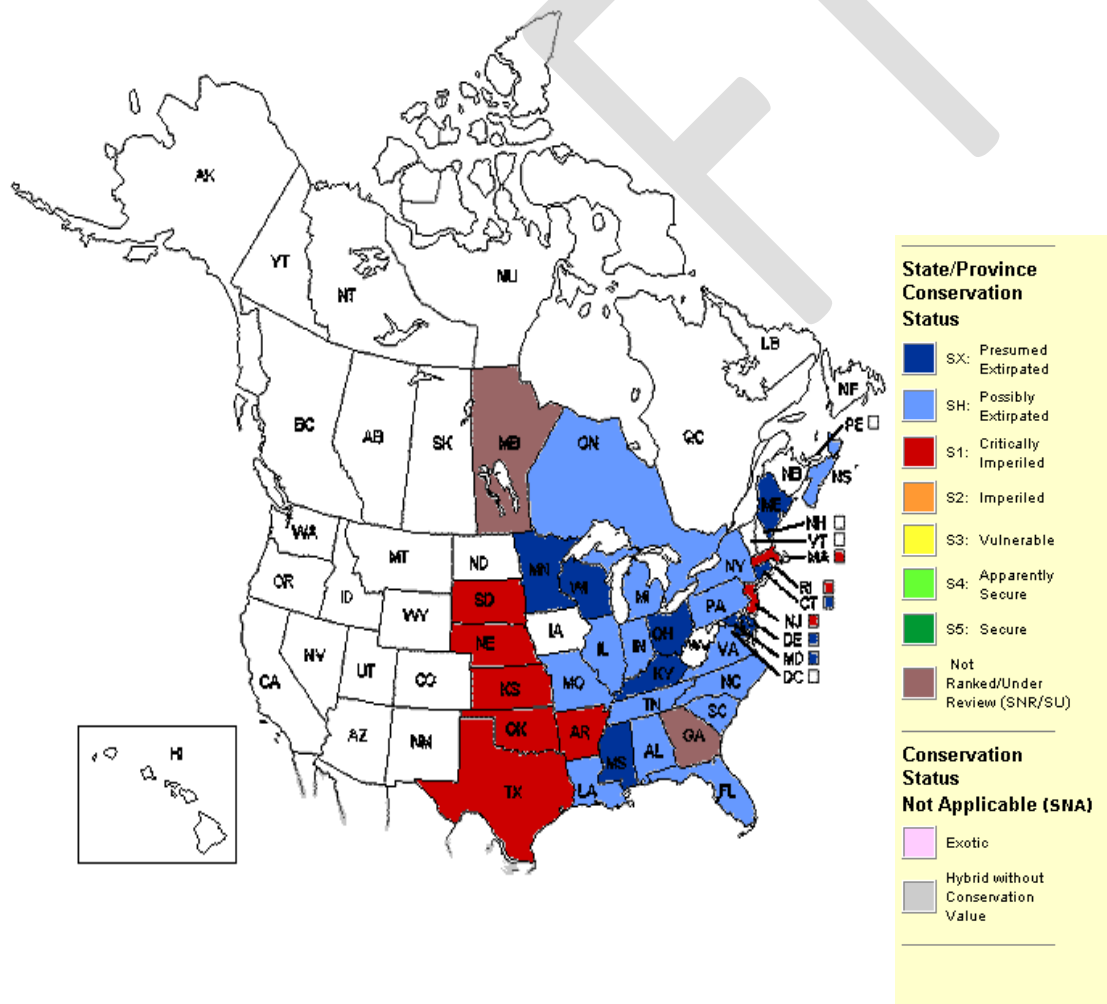 AK
YT
NT
NU
BC
AB
SK
MB
ON
QC
LB
NF
PE
NB
NS
ME
NH
VT
MA
RI
CT
NJ
DE
MD
DC
WA
OR
ID
MT
ND
SD
WY
NE
NV
UT
CO
KS
CA
AZ
NM
OK
TX
MN
WI
IA
MI
IL
IN
OH
MO
KY
NY
PA
WV
VA
NC
TN
SC
AR
MS
AL
GA
LA
FL
HI
State/Province
Conservation
Status
SX: Presumed
Extirpated
SH: Possibly
Extirpated
S1: Critically
Imperiled
S2: Imperiled
S3: Vulnerable
S4: Apparently
Secure
S5: Secure
Not
Ranked/Under
Review (SNR/SU)
Conservation
Status
Not Applicable (SNA)
Exotic
Hybrid without
Conservation
Value